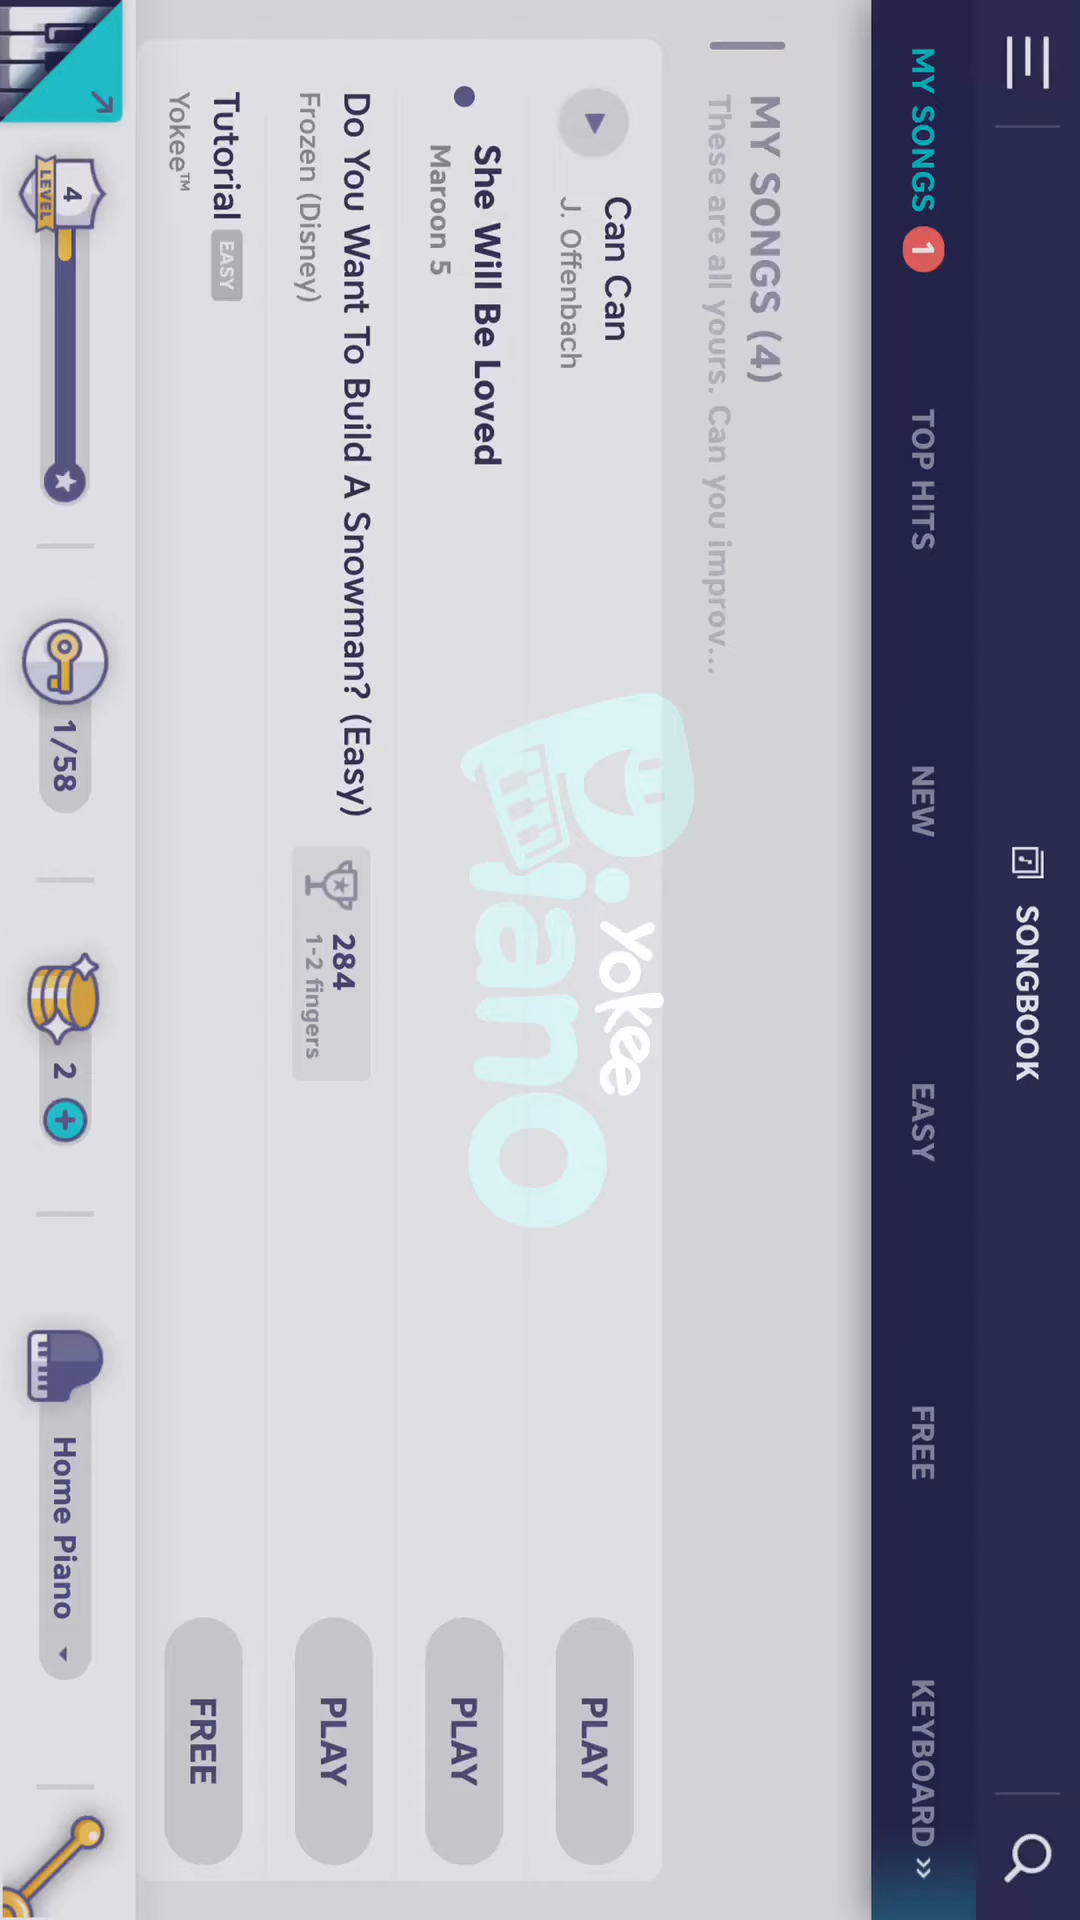 SONGBOOK
MY SONGS 1
TOP HITS
NEW
EASY
FREE
KEYBOARD »
MY SONGS (4)
These are all yours. Can you improv...
Can Can
J. Offenbach
PLAY
She Will Be Loved
Maroon 5
PLAY
Do You Want To Build A Snowman? (Easy)
Frozen (Disney)
284
1-2 fingers
PLAY
Tutorial EASY
Yokee™
FREE
Yokee
Piano
4
LEVEL
1/58
2 +
Home Piano